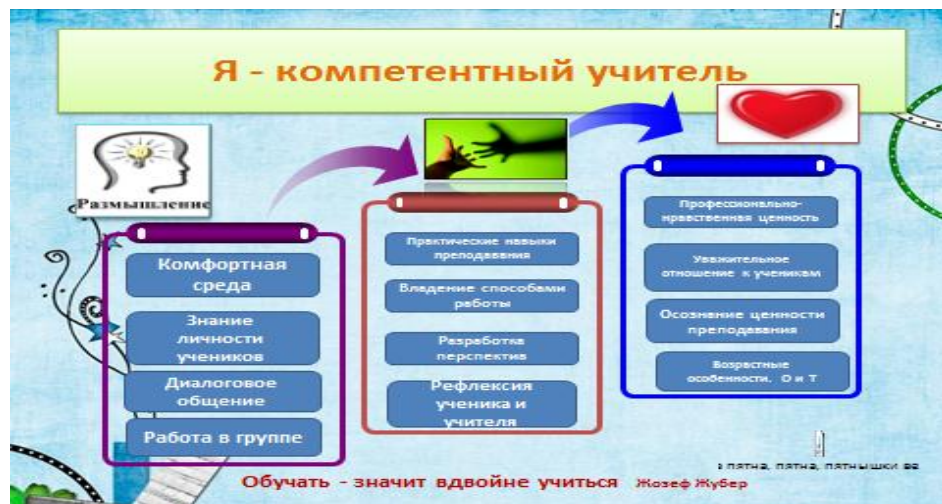 Я - компетентный учитель
Размышление
Комфортная
среда
Знание
личности
учеников
Диалоговое
общение
Работа в группе
Практические навыки
преподавания
Владение способами
работы
Разработка
перспектив
Рефлексия
ученика и
учителя
Профессионально-
нравственная ценность
Уважительное
отношение к ученикам
Осознание ценности
преподавания
Возрастные
особенности. О и Т
пятна, пятна, пятнышки ва
Обучать - значит вдвойне учиться Жозеф Жубер